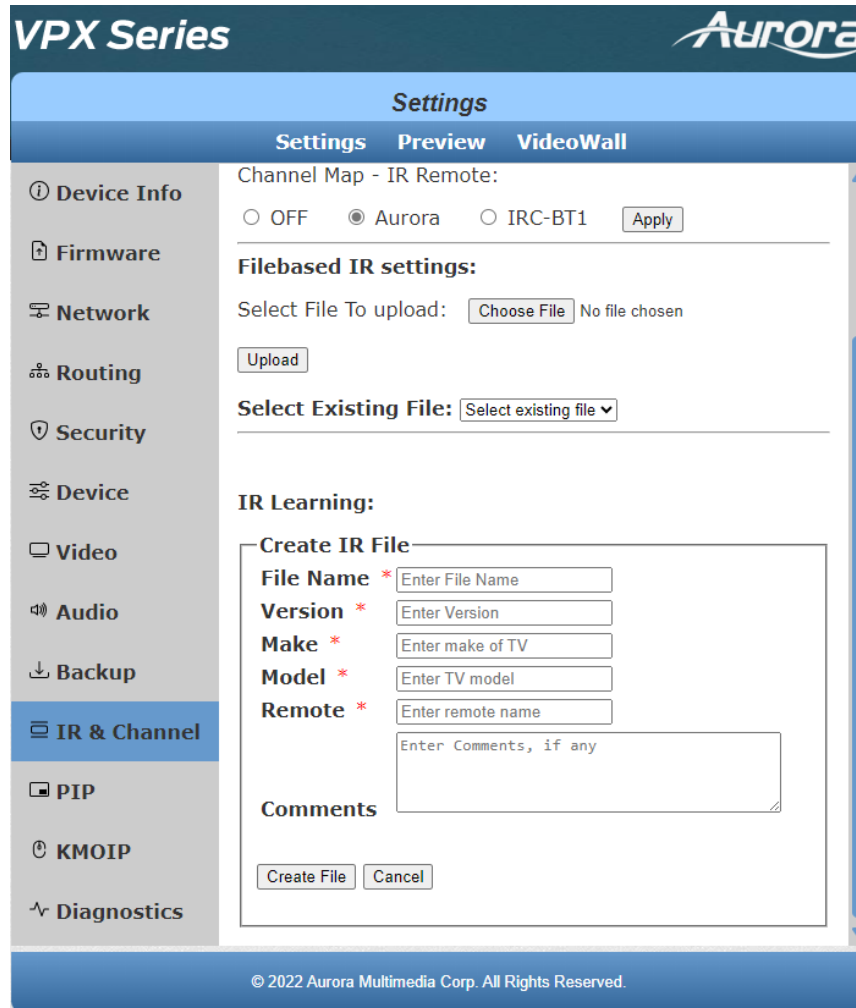 VPX Series
Aurora
Settings
Settings Preview VideoWall
Device Info
Firmware
Network
Routing
Security
Device
Video
Audio
Backup
IR & Channel
PIP
KMOIP
Diagnostics
Channel Map - IR Remote:
OFF Aurora IRC-BT1 Apply
Filebased IR settings:
Select File To upload: Choose File No file chosen
Upload
Select Existing File: Select existing file
IR Learning:
Create IR File
File Name * Enter File Name
Version * Enter Version
Make * Enter make of TV
Model * Enter TV model
Remote * Enter remote name
Enter Comments, if any
Comments
Create File Cancel
© 2022 Aurora Multimedia Corp. All Rights Reserved.